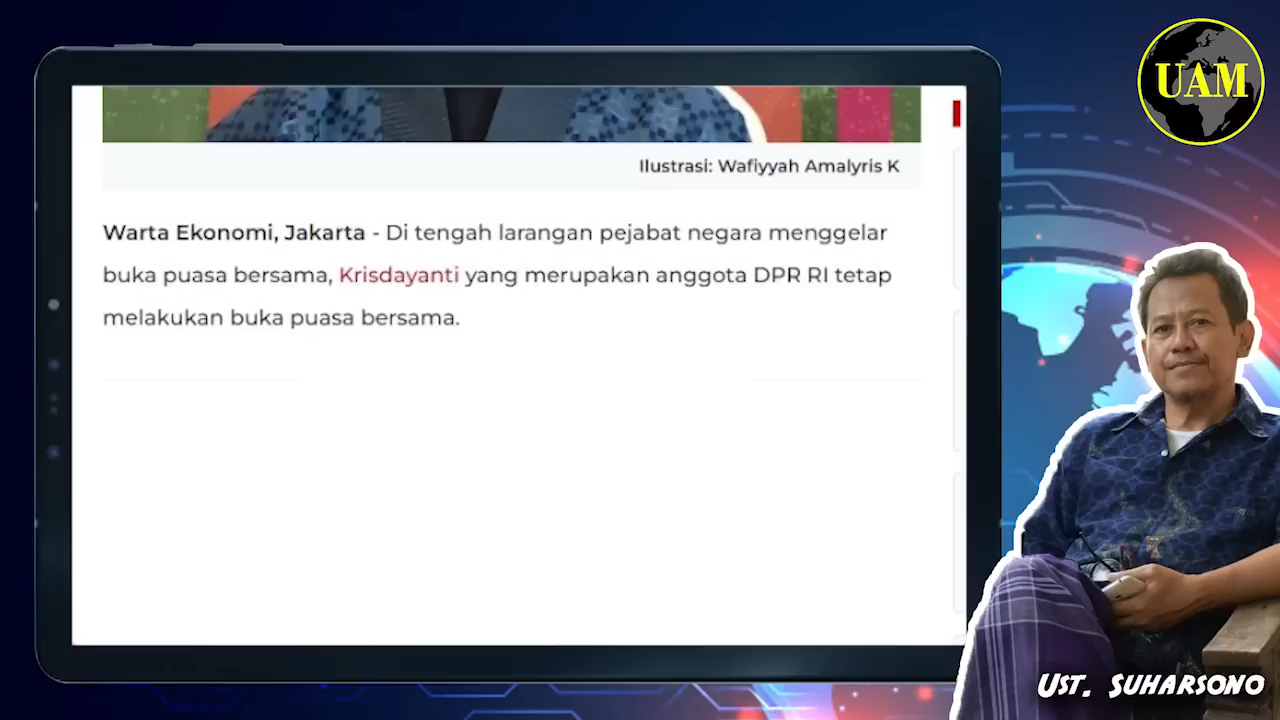 UAM
Ilustrasi: Wafiyyah Amalyris K
Warta Ekonomi, Jakarta - Di tengah larangan pejabat negara menggelar
buka puasa bersama, Krisdayanti yang merupakan anggota DPR RI tetap
melakukan buka puasa bersama.
Ust. Suharsono